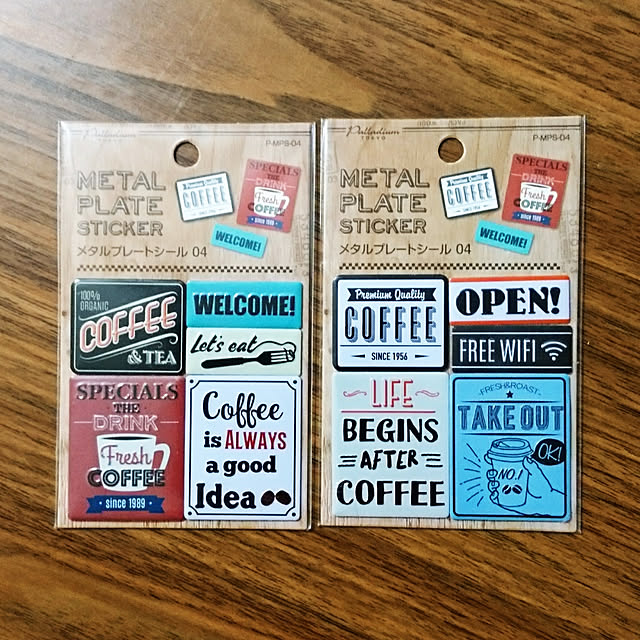 Palladium
TOKYO
P-MPS-04
METAL
PLATE
STICKER
メタルプレートシール 04
Premium Quality
COFFEE
SINCE 1956
SPECIALS
THE
DRINK
Fresh
COFFEE
since 1989
WELCOME!
100%
ORGANIC
COFFEE
& TEA
WELCOME!
Let's eat
SPECIALS
THE
DRINK
Fresh
COFFEE
since 1989
Coffee
is ALWAYS
a good
Idea
Palladium
TOKYO
P-MPS-04
METAL
PLATE
STICKER
メタルプレートシール 04
Premium Quality
COFFEE
SINCE 1956
SPECIALS
THE
DRINK
Fresh
COFFEE
since 1989
WELCOME!
Premium Quality
COFFEE
SINCE 1956
OPEN!
FREE WIFI
LIFE
BEGINS
AFTER
COFFEE
FRESH&ROAST
TAKE OUT
OK!
NO.1